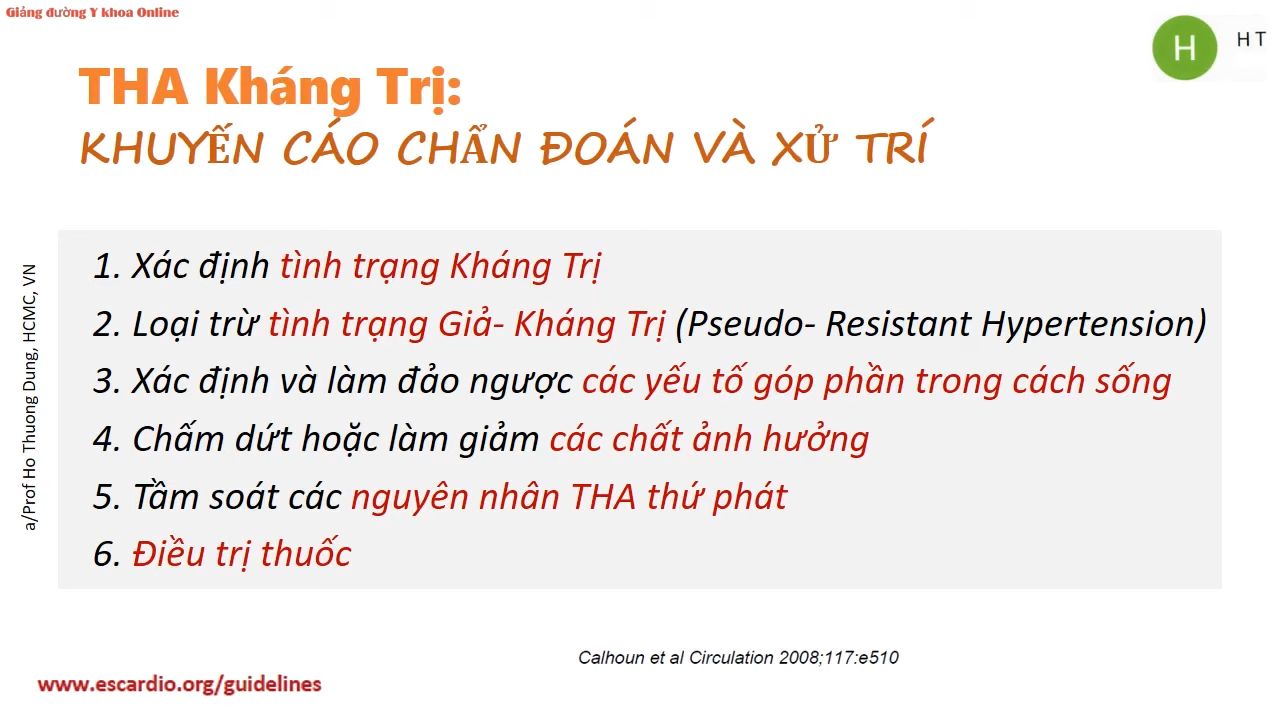 Giảng đường Y khoa Online
H
H T
THA Kháng Trị:
KHUYẾN CÁO CHẨN ĐOÁN VÀ XỬ TRÍ
a/Prof Ho Thuong Dung, HCMC, VN
1. Xác định tình trạng Kháng Trị
2. Loại trừ tình trạng Giả- Kháng Trị (Pseudo- Resistant Hypertension)
3. Xác định và làm đảo ngược các yếu tố góp phần trong cách sống
4. Chấm dứt hoặc làm giảm các chất ảnh hưởng
5. Tầm soát các nguyên nhân THA thứ phát
6. Điều trị thuốc
Calhoun et al Circulation 2008;117:e510
www.escardio.org/guidelines